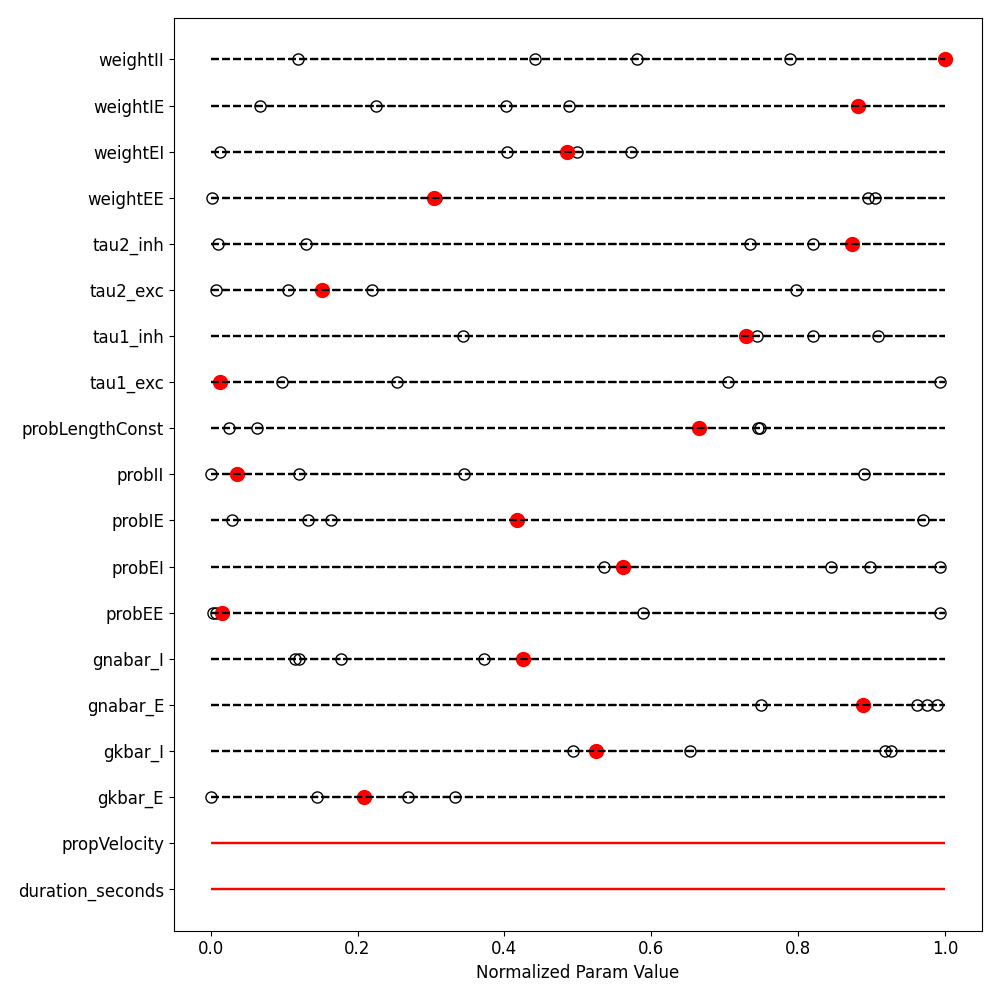 weightII
weightIE
weightEI
weightEE
tau2_inh
tau2_exc
tau1_inh
tau1_exc
probLengthConst
probII
probIE
probEI
probEE
gnabar_I
gnabar_E
gkbar_I
gkbar_E
propVelocity
duration_seconds
0.0 0.2 0.4 0.6 0.8 1.0
Normalized Param Value